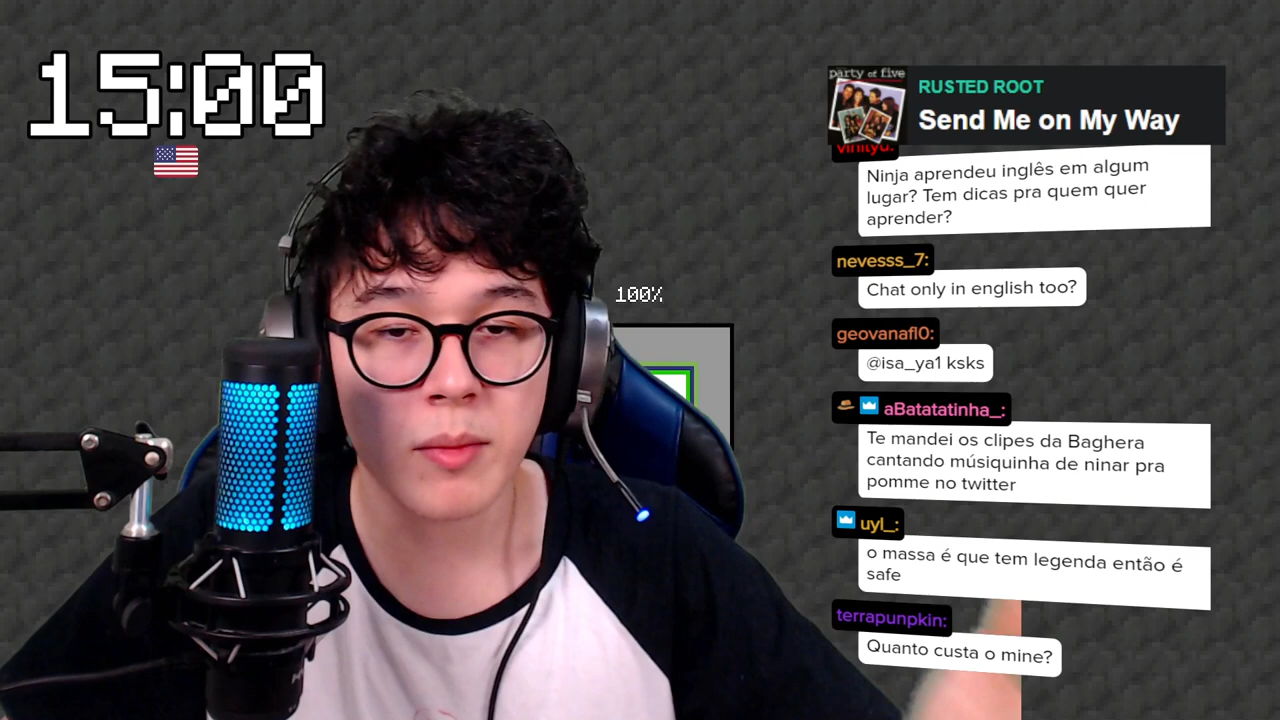 15:00
party of five
RUSTED ROOT
Send Me on My Way
vinityu:
Ninja aprendeu inglês em algum
lugar? Tem dicas pra quem quer
aprender?
nevesss_7:
Chat only in english too?
100%
geovanafl0:
@isa_ya1 ksks
aBatatatinha_:
Te mandei os clipes da Baghera
cantando músiquinha de ninar pra
pomme no twitter
uyl_:
o massa é que tem legenda então é
safe
terrapunpkin:
Quanto custa o mine?